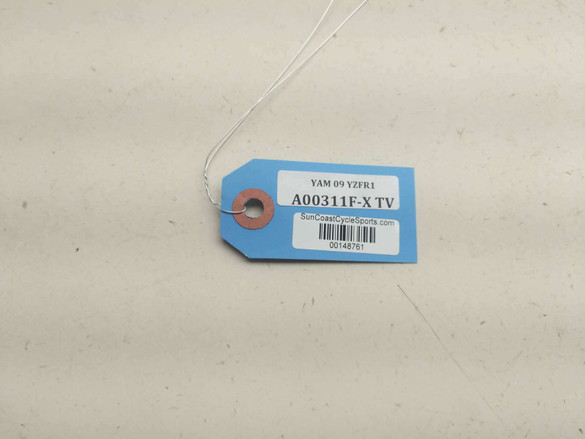 YAM 09 YZFR1
A00311F-X TV
SunCoastCycleSports.com
00148761